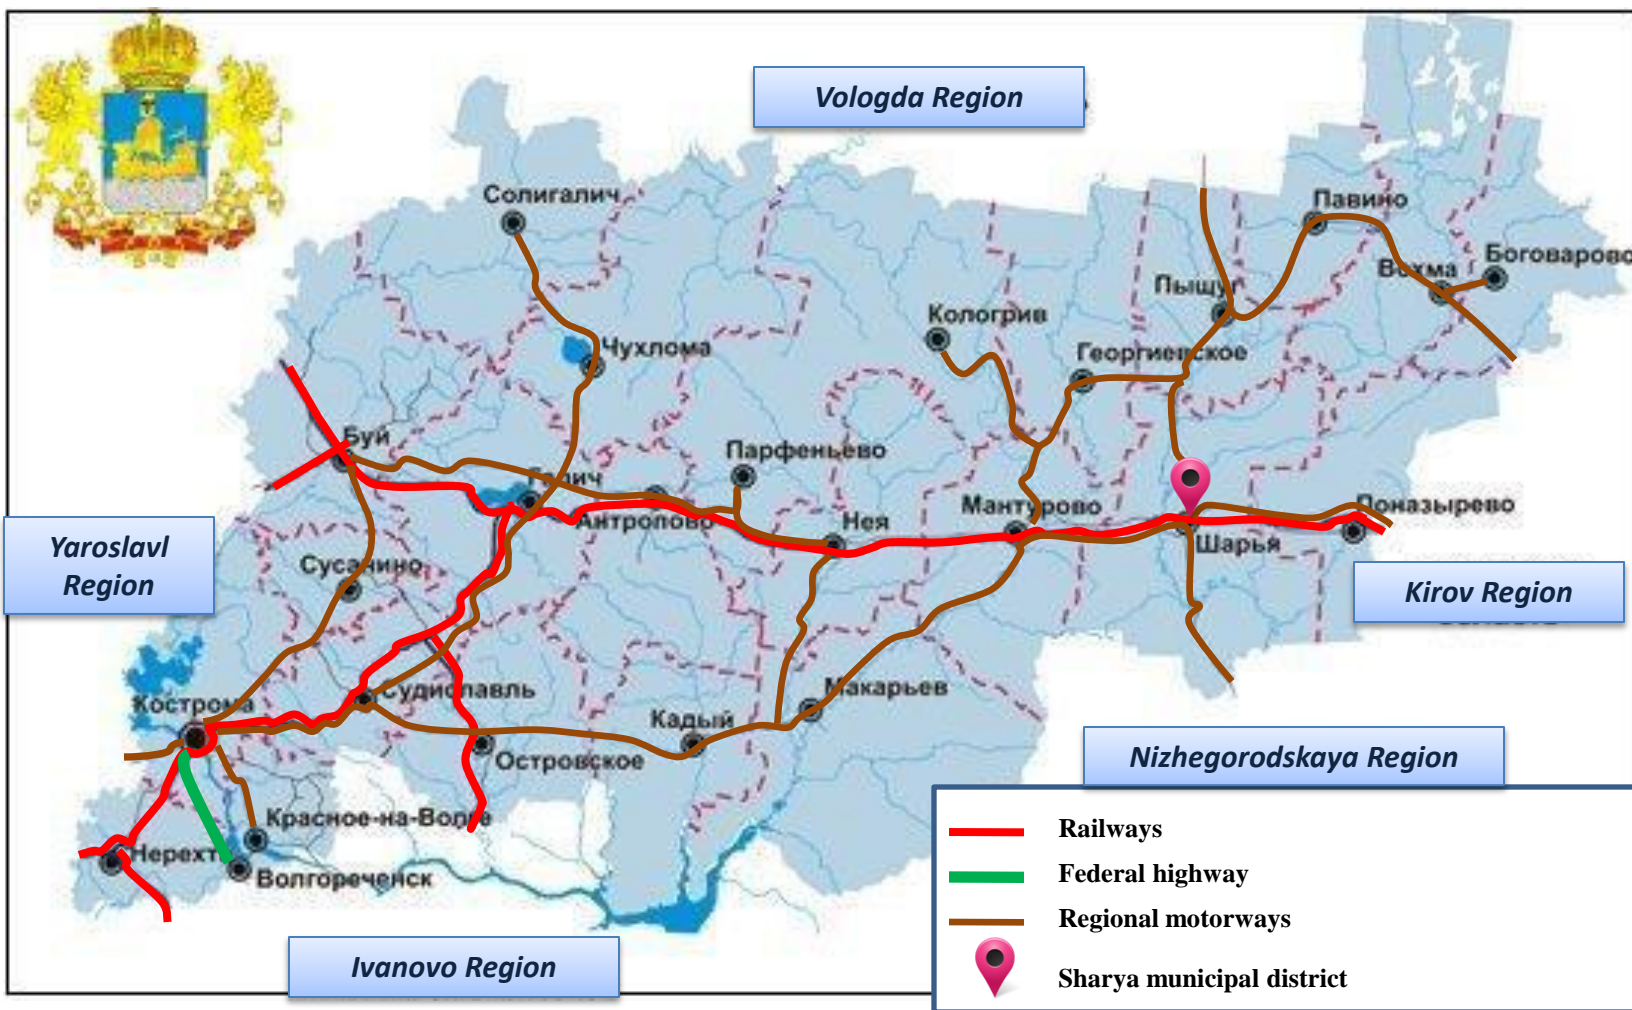 Vologda Region
Солигалич
Павино
Боговарово
Вохма
Пыщуг
Кологрив
Чухлома
Георгиевское
Буй
Парфеньево
Галич
Мантурово
Поназырево
Антропово
Нея
Шарья
Yaroslavl
Region
Сусанино
Kirov Region
Судиславль
Макарьев
Кострома
Кадый
Островское
Nizhegorodskaya Region
Красное-на-Волге
Нерехта
Волгореченск
Railways
Federal highway
Regional motorways
Sharya municipal district
Ivanovo Region